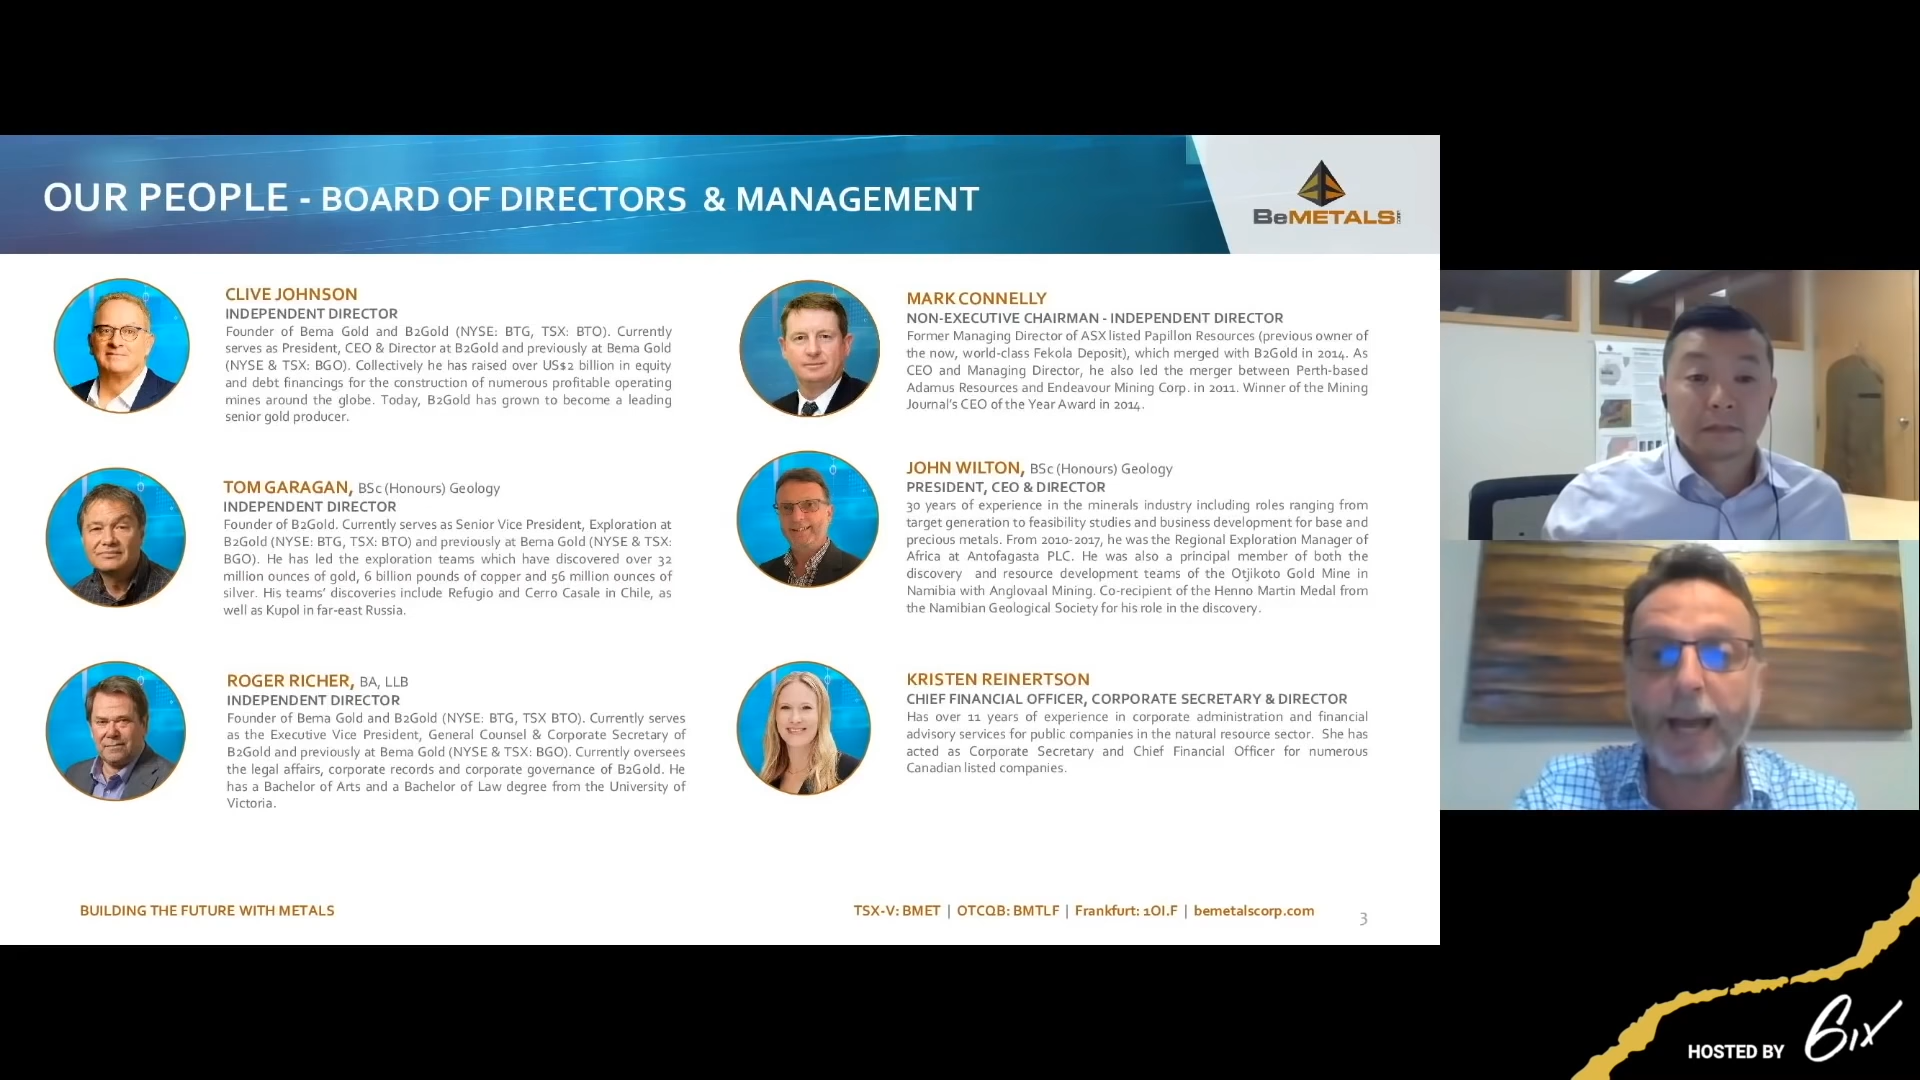 OUR PEOPLE - BOARD OF DIRECTORS & MANAGEMENT
BeMETALS
CLIVE JOHNSON
INDEPENDENT DIRECTOR
Founder of Bema Gold and B2Gold (NYSE: BTG, TSX: BTO). Currently
serves as President, CEO & Director at B2Gold and previously at Bema Gold
(NYSE & TSX: BGO). Collectively he has raised over US$2 billion in equity
and debt financings for the construction of numerous profitable operating
mines around the globe. Today, B2Gold has grown to become a leading
senior gold producer.
TOM GARAGAN, BSc (Honours) Geology
INDEPENDENT DIRECTOR
Founder of B2Gold. Currently serves as Senior Vice President, Exploration at
B2Gold (NYSE: BTG, TSX: BTO) and previously at Bema Gold (NYSE & TSX:
BGO). He has led the exploration teams which have discovered over 32
million ounces of gold, 6 billion pounds of copper and 56 million ounces of
silver. His teams' discoveries include Refugio and Cerro Casale in Chile, as
well as Kupol in far-east Russia.
ROGER RICHER, BA, LLB
INDEPENDENT DIRECTOR
Founder of Bema Gold and B2Gold (NYSE: BTG, TSX BTO). Currently serves
as the Executive Vice President, General Counsel & Corporate Secretary of
B2Gold and previously at Bema Gold (NYSE & TSX: BGO). Currently oversees
the legal affairs, corporate records and corporate governance of B2Gold. He
has a Bachelor of Arts and a Bachelor of Law degree from the University of
Victoria.
MARK CONNELLY
NON-EXECUTIVE CHAIRMAN - INDEPENDENT DIRECTOR
Former Managing Director of ASX listed Papillon Resources (previous owner of
the now, world-class Fekola Deposit), which merged with B2Gold in 2014. As
CEO and Managing Director, he also led the merger between Perth-based
Adamus Resources and Endeavour Mining Corp. in 2011. Winner of the Mining
Journal's CEO of the Year Award in 2014.
JOHN WILTON, BSc (Honours) Geology
PRESIDENT, CEO & DIRECTOR
30 years of experience in the minerals industry including roles ranging from
target generation to feasibility studies and business development for base and
precious metals. From 2010-2017, he was the Regional Exploration Manager of
Africa at Antofagasta PLC. He was also a principal member of both the
discovery and resource development teams of the Otjikoto Gold Mine in
Namibia with Anglovaal Mining. Co-recipient of the Henno Martin Medal from
the Namibian Geological Society for his role in the discovery.
KRISTEN REINERTSON
CHIEF FINANCIAL OFFICER, CORPORATE SECRETARY & DIRECTOR
Has over 11 years of experience in corporate administration and financial
advisory services for public companies in the natural resource sector. She has
acted as Corporate Secretary and Chief Financial Officer for numerous
Canadian listed companies.
BUILDING THE FUTURE WITH METALS
TSX-V: BMET | OTCQB: BMTLF | Frankfurt: 1OI.F | bemetalscorp.com
3
HOSTED BY 6ix